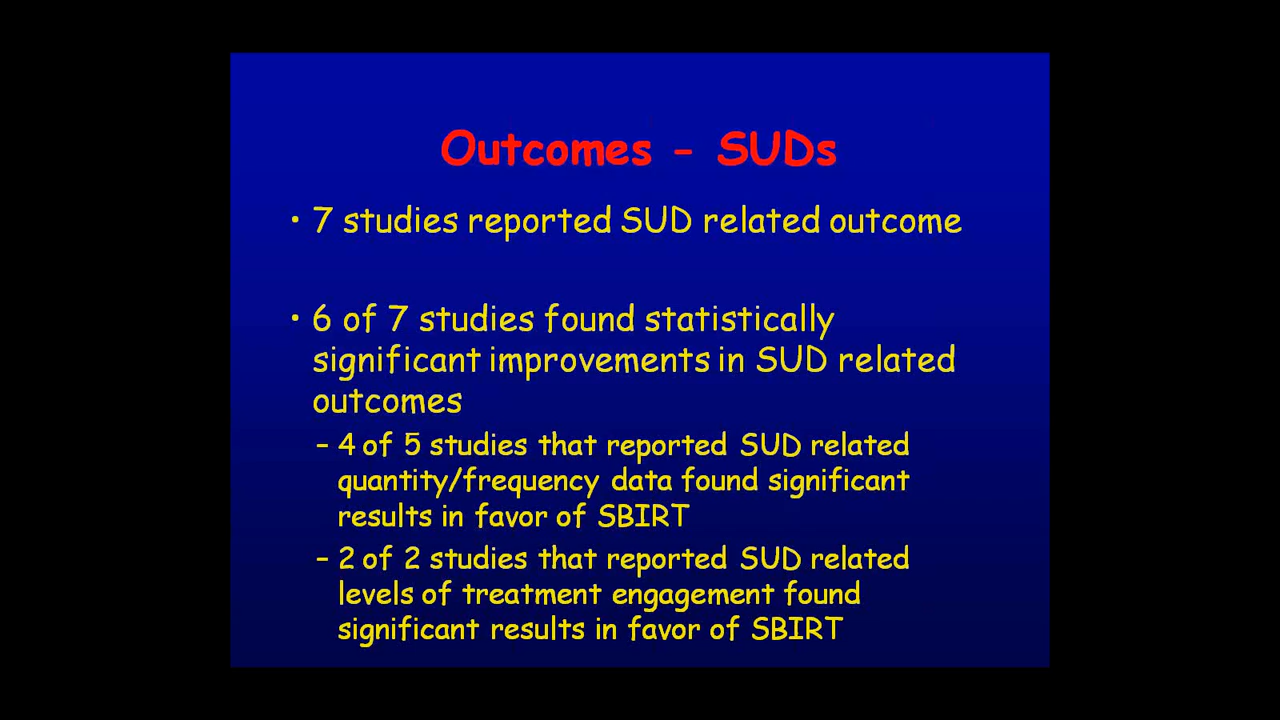 Outcomes - SUDs
• 7 studies reported SUD related outcome
• 6 of 7 studies found statistically
significant improvements in SUD related
outcomes
– 4 of 5 studies that reported SUD related
quantity/frequency data found significant
results in favor of SBIRT
– 2 of 2 studies that reported SUD related
levels of treatment engagement found
significant results in favor of SBIRT